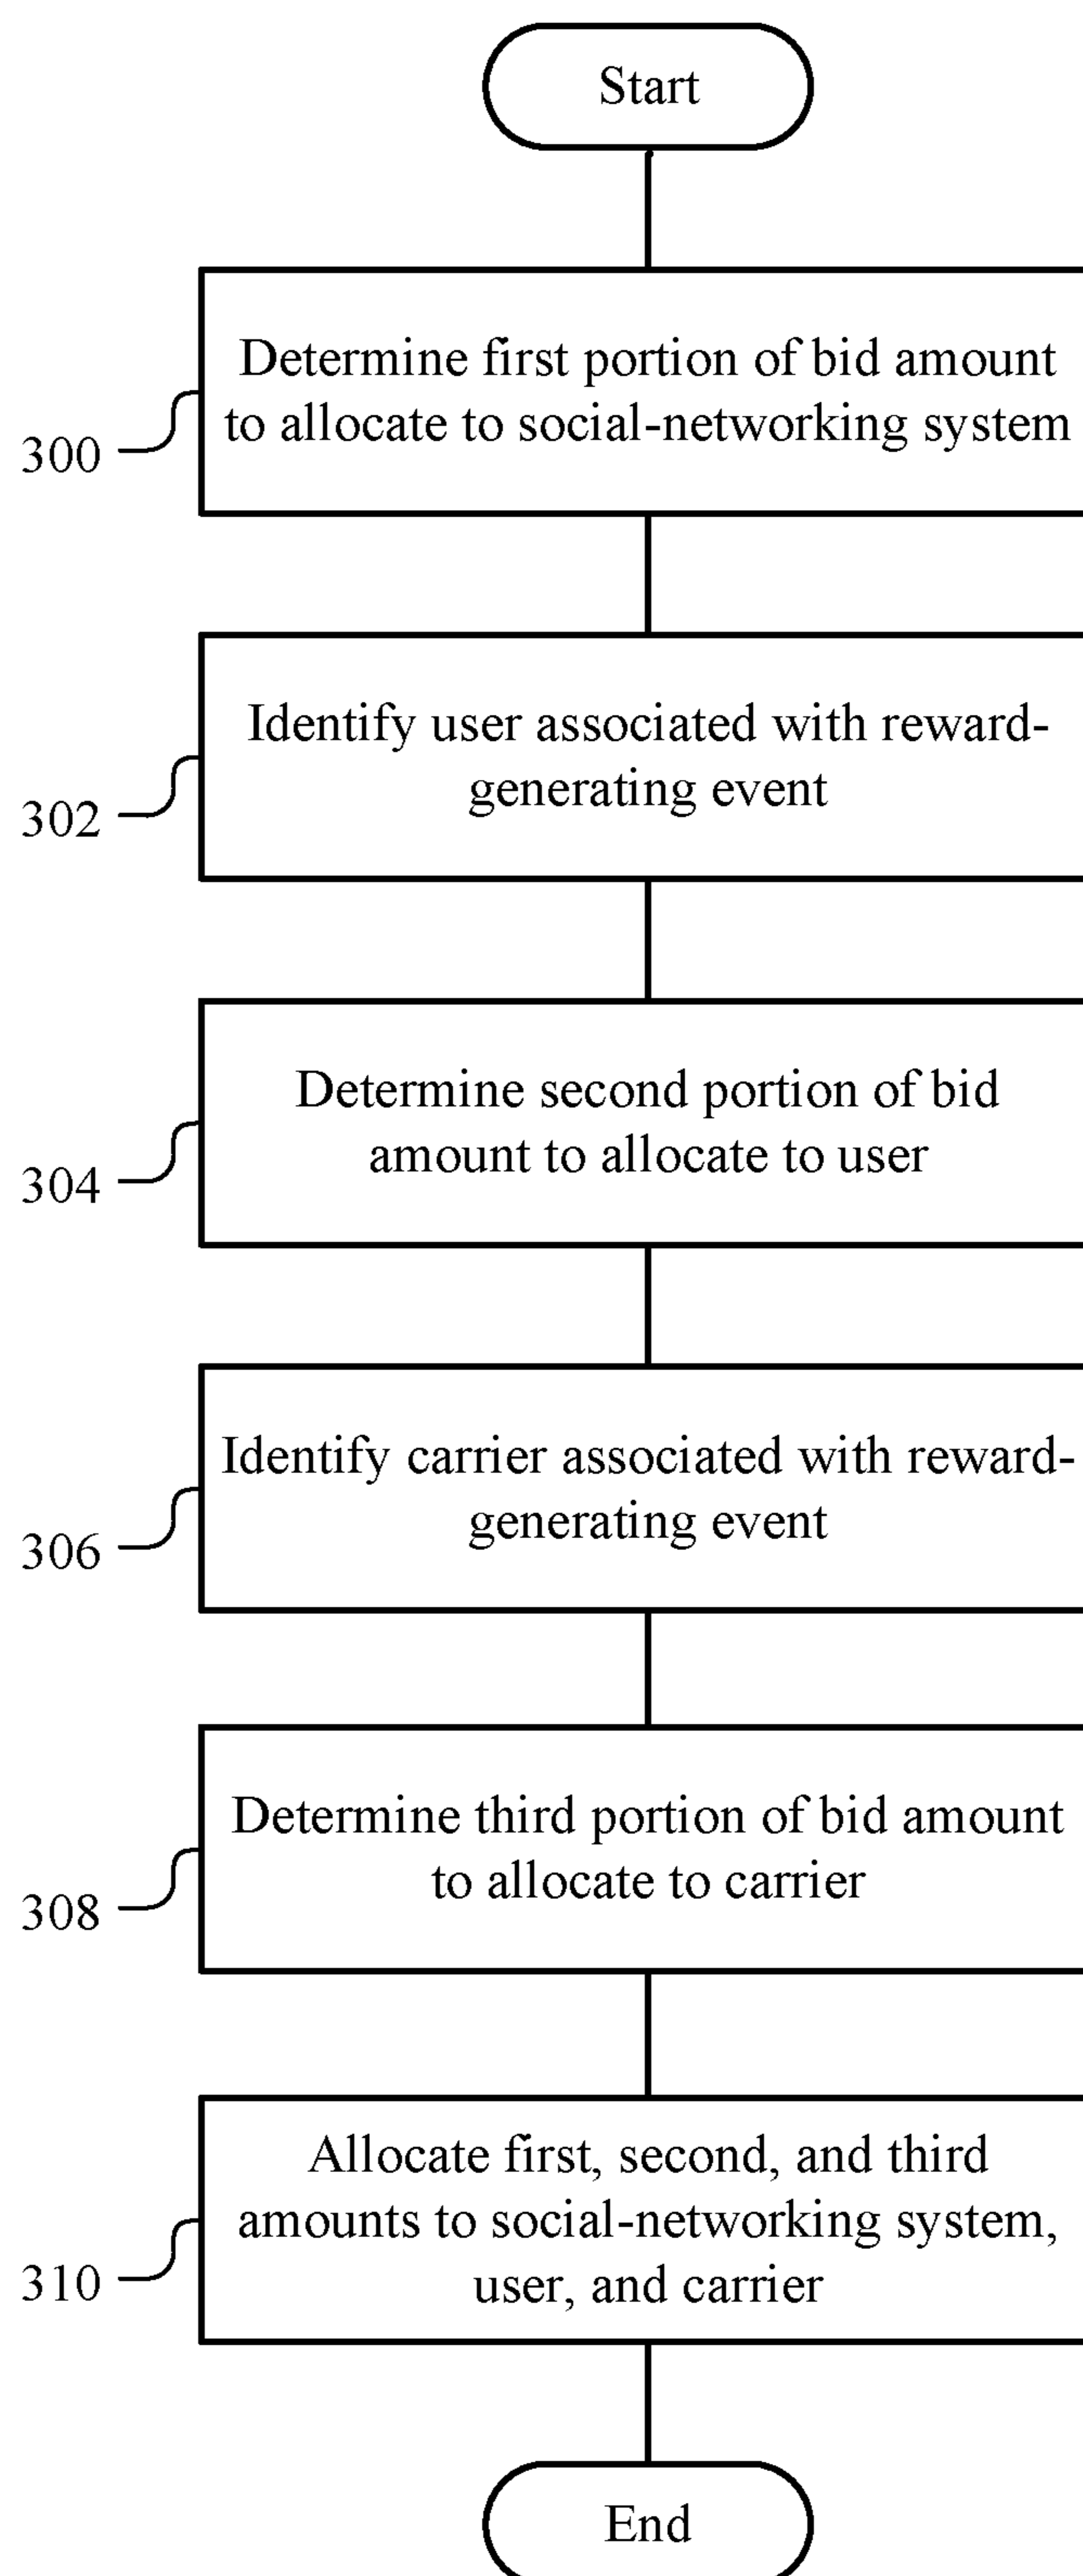 Start
Determine first portion of bid amount
to allocate to social-networking system
300
Identify user associated with reward-
generating event
302
Determine second portion of bid
amount to allocate to user
304
Identify carrier associated with reward-
generating event
306
Determine third portion of bid amount
to allocate to carrier
308
Allocate first, second, and third
amounts to social-networking system,
user, and carrier
310
End